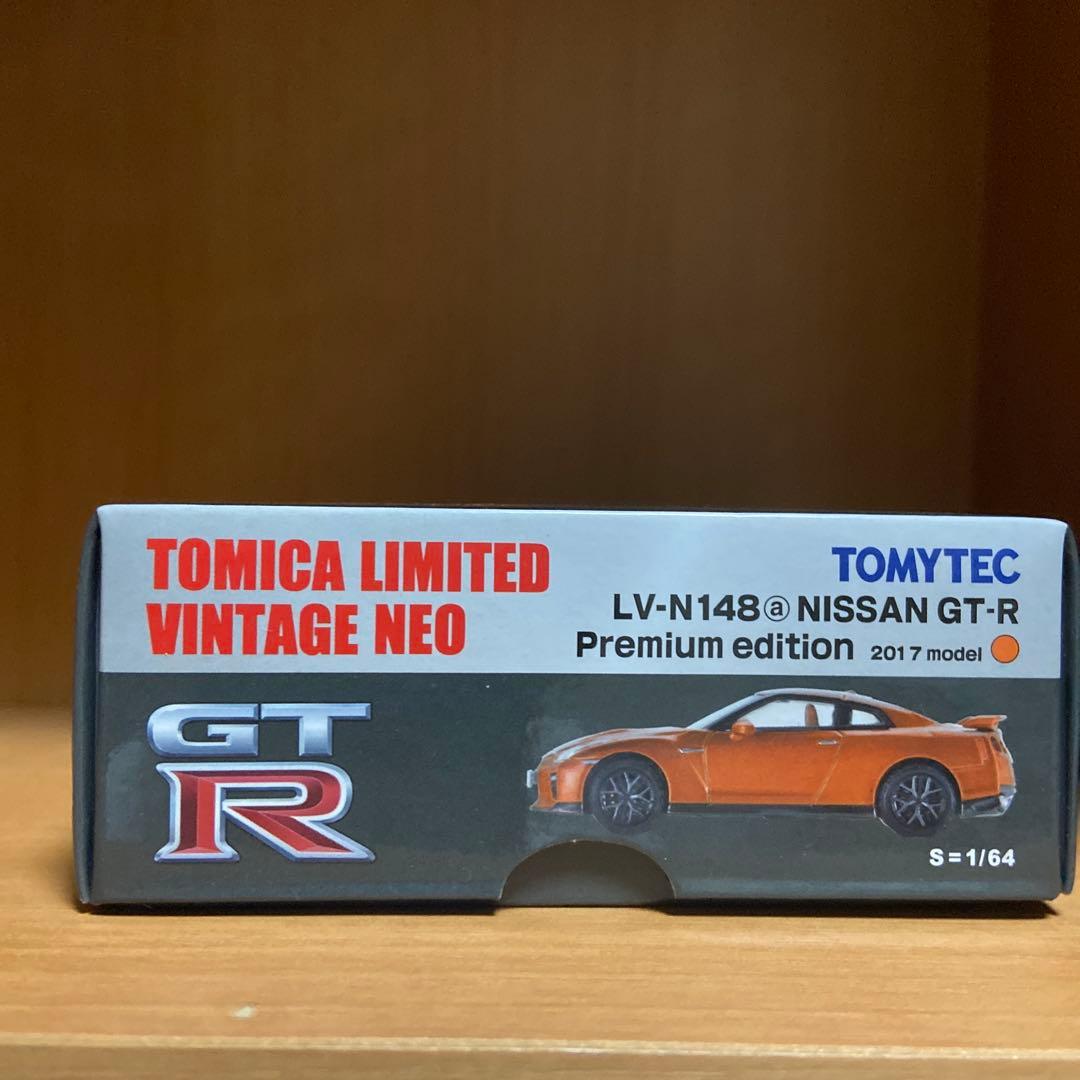 TOMICA LIMITED
VINTAGE NEO
TOMYTEC
LV-N148ⓐ NISSAN GT-R
Premium edition 2017 model
GT
R
S=1/64